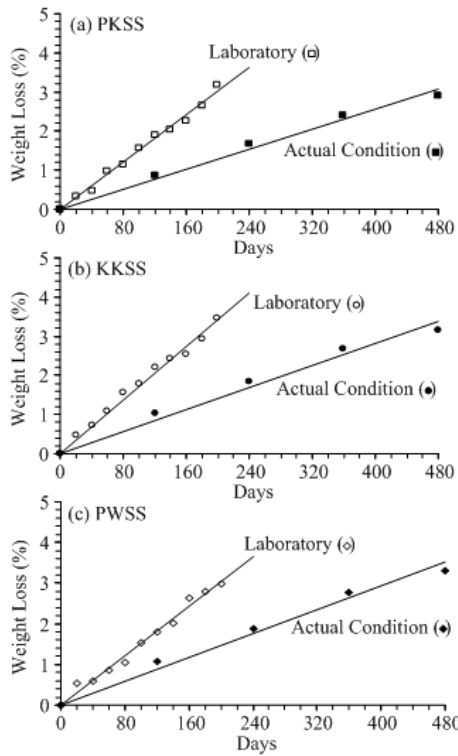 (a) PKSS
Laboratory (□)
Actual Condition (■)
Weight Loss (%)
5
4
3
2
1
0
0 80 160 240 320 400 480
Days
(b) KKSS
Laboratory (○)
Actual Condition (●)
Weight Loss (%)
5
4
3
2
1
0
0 80 160 240 320 400 480
Days
(c) PWSS
Laboratory (◇)
Actual Condition (◆)
Weight Loss (%)
5
4
3
2
1
0
0 80 160 240 320 400 480
Days